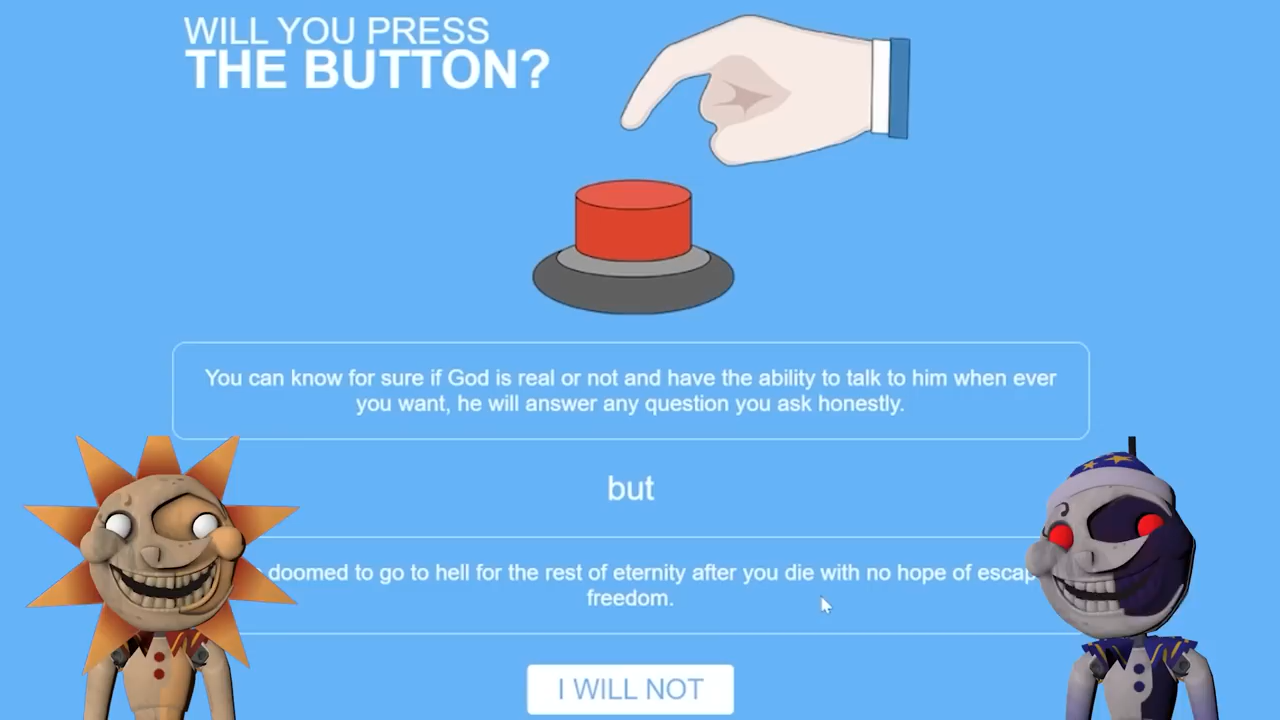 WILL YOU PRESS
THE BUTTON?
You can know for sure if God is real or not and have the ability to talk to him when ever
you want, he will answer any question you ask honestly.
but
doomed to go to hell for the rest of eternity after you die with no hope of
freedom.
I WILL NOT